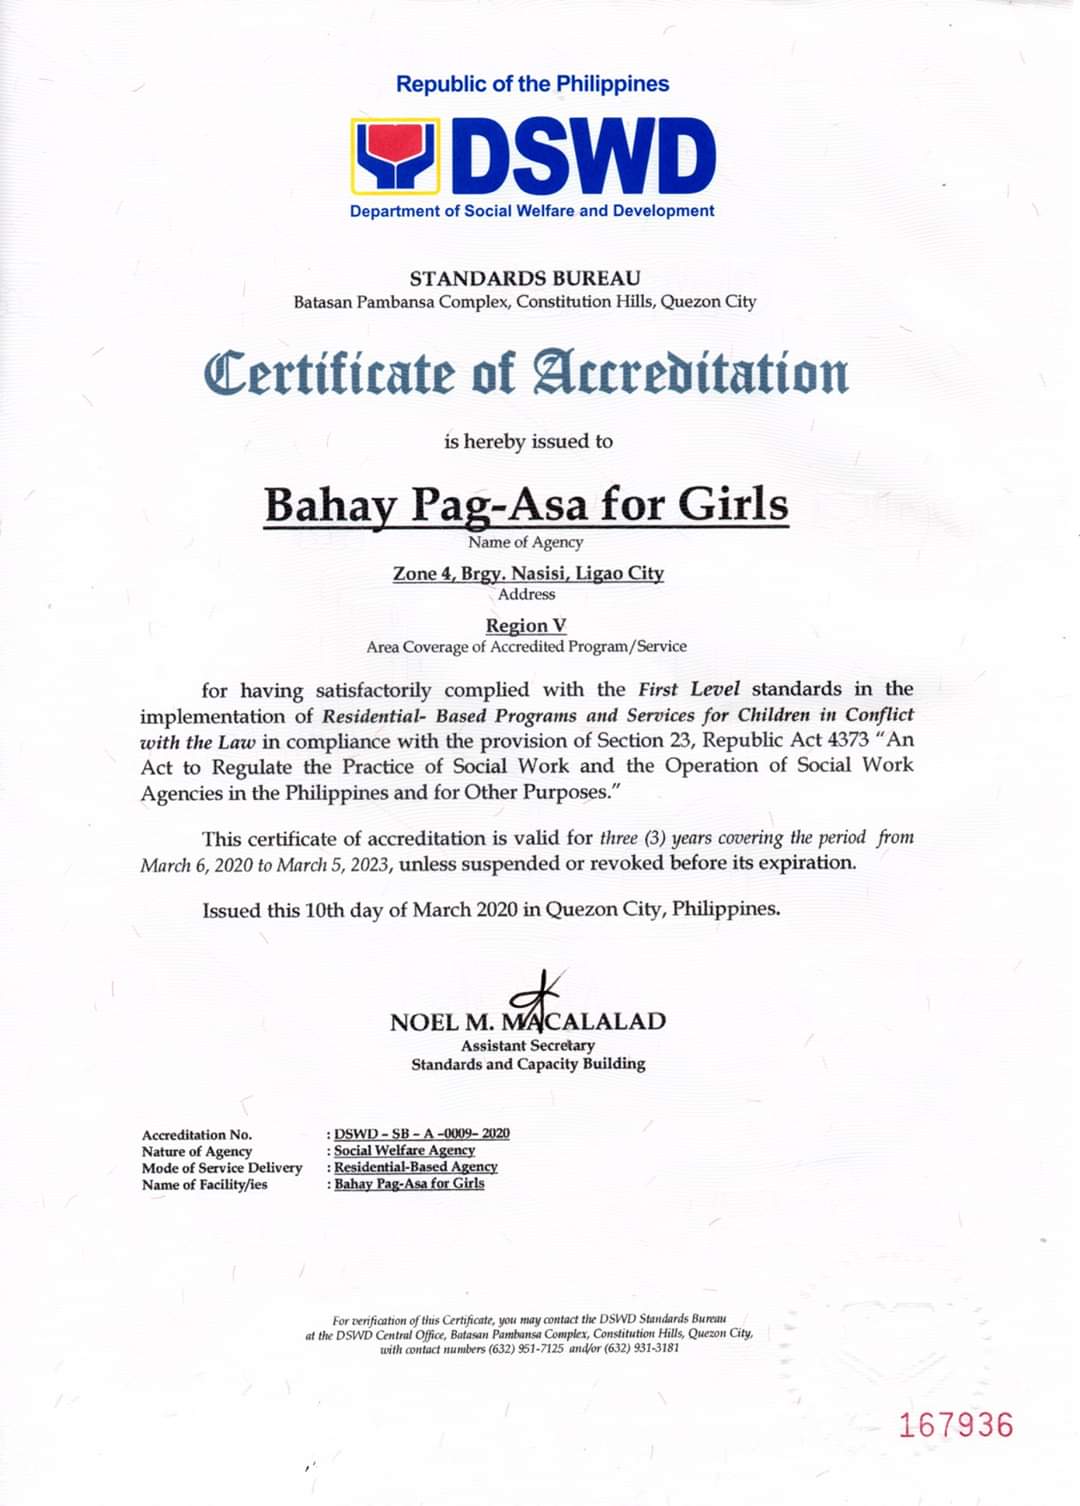 Republic of the Philippines
DSWD
Department of Social Welfare and Development
STANDARDS BUREAU
Batasan Pambansa Complex, Constitution Hills, Quezon City
Certificate of Accreditation
is hereby issued to
Bahay Pag-Asa for Girls
Name of Agency
Zone 4, Brgy. Nasisi, Ligao City
Address
Region V
Area Coverage of Accredited Program/Service
for having satisfactorily complied with the First Level standards in the
implementation of Residential- Based Programs and Services for Children in Conflict
with the Law in compliance with the provision of Section 23, Republic Act 4373 “An
Act to Regulate the Practice of Social Work and the Operation of Social Work
Agencies in the Philippines and for Other Purposes.”
This certificate of accreditation is valid for three (3) years covering the period from
March 6, 2020 to March 5, 2023, unless suspended or revoked before its expiration.
Issued this 10th day of March 2020 in Quezon City, Philippines.
NOEL M. MACALALAD
Assistant Secretary
Standards and Capacity Building
Accreditation No. : DSWD – SB – A –0009– 2020
Nature of Agency : Social Welfare Agency
Mode of Service Delivery : Residential-Based Agency
Name of Facility/ies : Bahay Pag-Asa for Girls
For verification of this Certificate, you may contact the DSWD Standards Bureau
at the DSWD Central Office, Batasan Pambansa Complex, Constitution Hills, Quezon City,
with contact numbers (632) 951-7125 and/or (632) 931-3181
167936